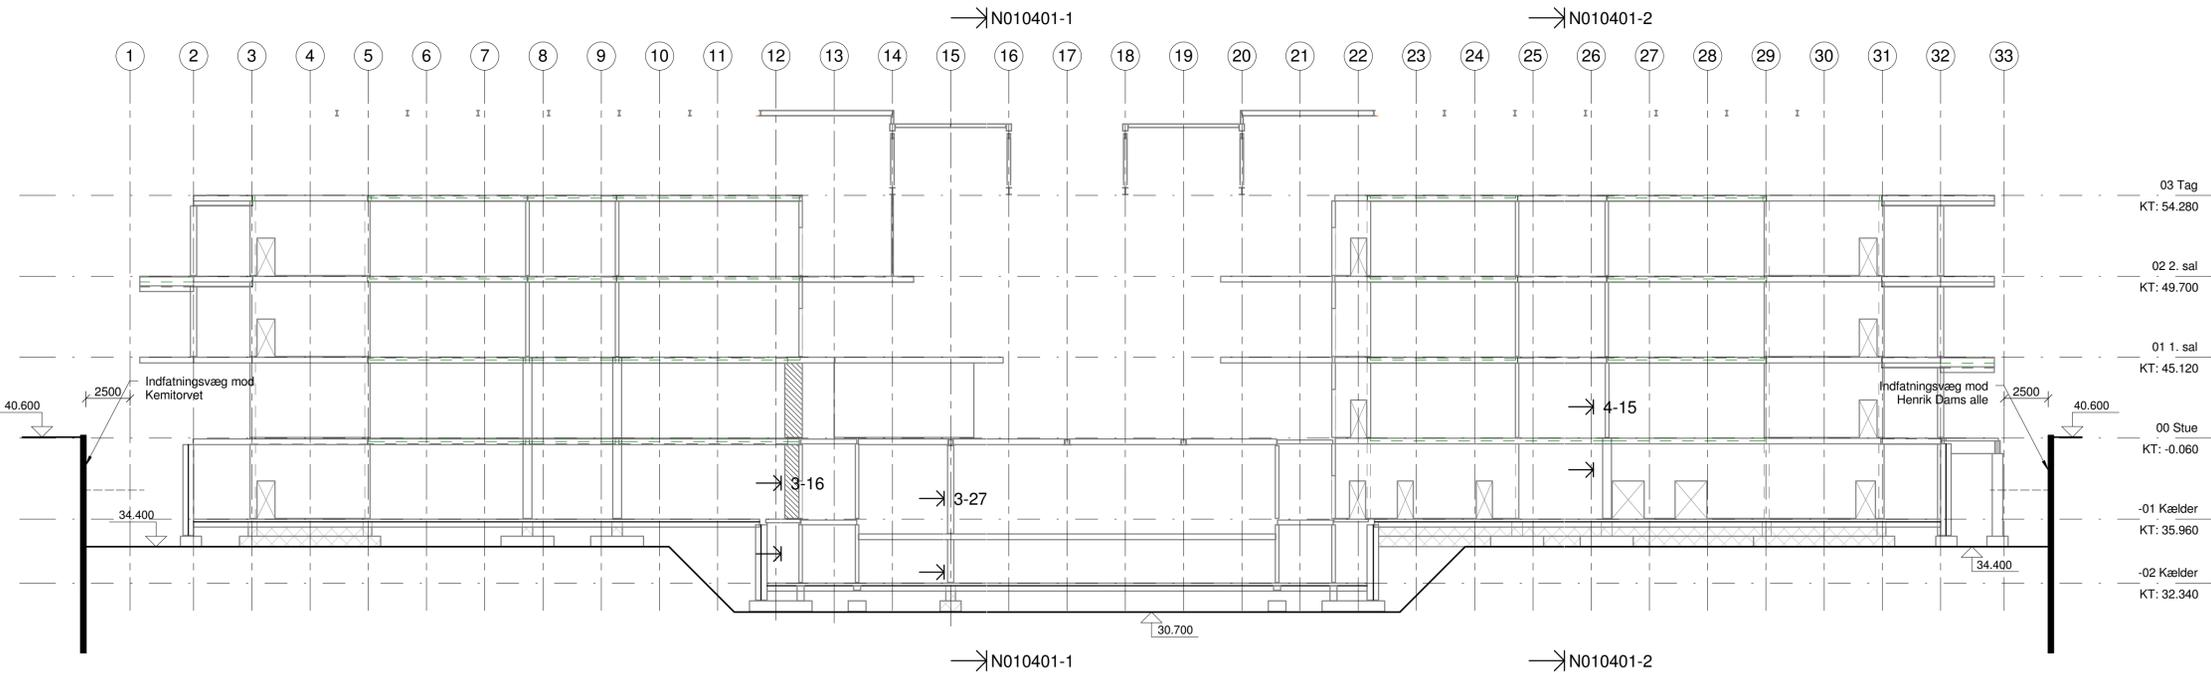 N010401-1
N010401-2
1 2 3 4 5 6 7 8 9 10 11 12 13 14 15 16 17 18 19 20 21 22 23 24 25 26 27 28 29 30 31 32 33
03 Tag
KT: 54.280
02 2. sal
KT: 49.700
01 1. sal
KT: 45.120
Indfatningsvæg mod
Kemitorvet
2500
40.600
Indfatningsvæg mod
Henrik Dams alle
2500
40.600
4-15
00 Stue
KT: -0.060
3-16
3-27
34.400
-01 Kælder
KT: 35.960
34.400
-02 Kælder
KT: 32.340
30.700
N010401-1
N010401-2